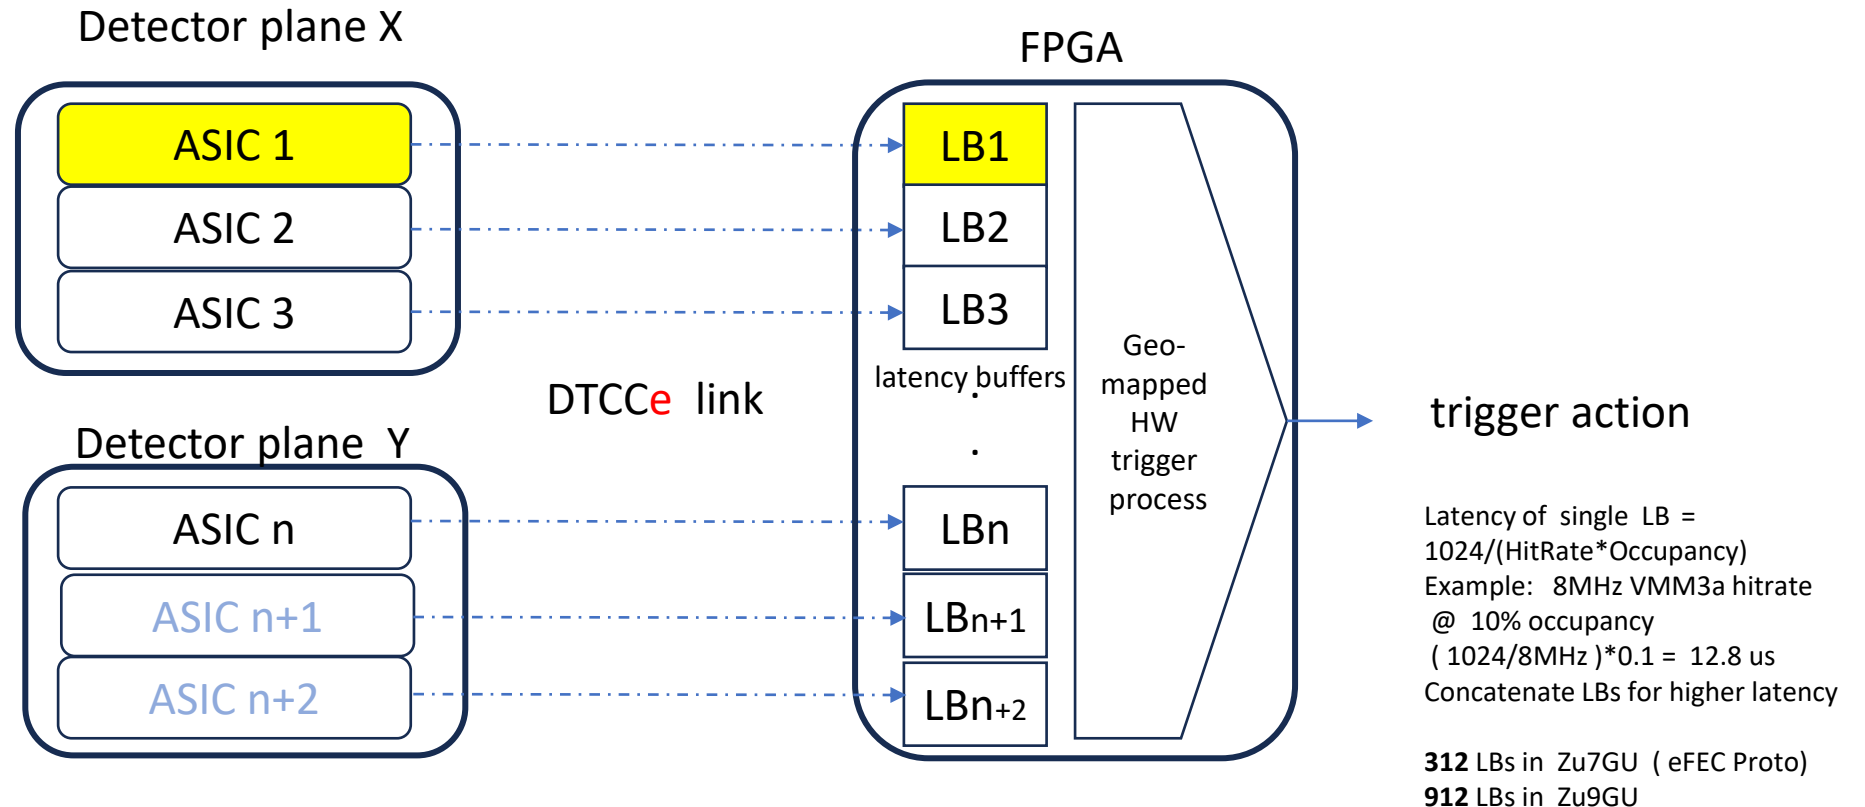 Detector plane X
ASIC 1
ASIC 2
ASIC 3
Detector plane  Y
ASIC n
ASIC n+1
ASIC n+2
DTCCe  link
FPGA
LB1
LB2
LB3
latency buffers
.
.
LBn
LBn+1
LBn+2
Geo-
mapped
HW
trigger
process
trigger action
Latency of  single  LB  =
1024/(HitRate*Occupancy)
Example:   8MHz VMM3a hitrate
@  10% occupancy
( 1024/8MHz )*0.1 =  12.8 us
Concatenate LBs for higher latency
312 LBs in  Zu7GU  ( eFEC Proto)
912 LBs in  Zu9GU